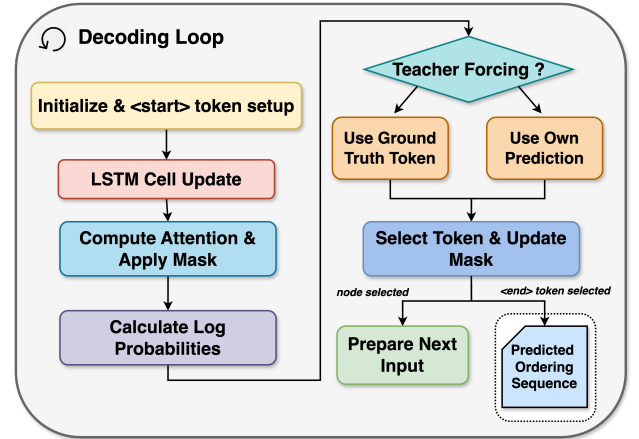 Decoding Loop
Initialize & <start> token setup
LSTM Cell Update
Compute Attention &
Apply Mask
Calculate Log
Probabilities
Teacher Forcing ?
Use Ground
Truth Token
Use Own
Prediction
Select Token & Update
Mask
node selected
<end> token selected
Prepare Next
Input
Predicted
Ordering
Sequence